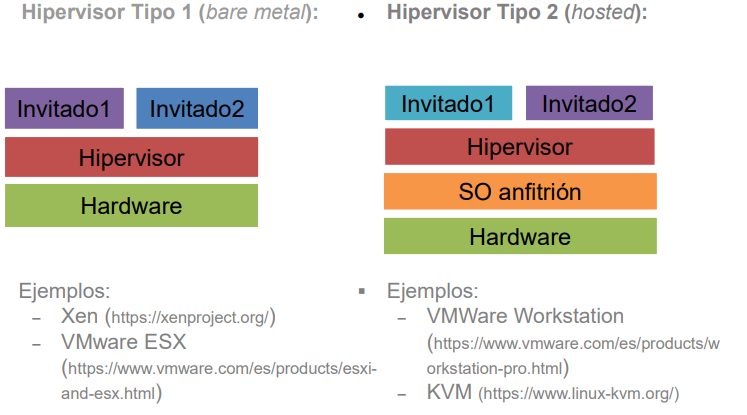 Hipervisor Tipo 1 (bare metal):
Invitado1 Invitado2
Hipervisor
Hardware
Ejemplos:
– Xen (https://xenproject.org/)
– VMware ESX
(https://www.vmware.com/es/products/esxi-
and-esx.html)
• Hipervisor Tipo 2 (hosted):
Invitado1 Invitado2
Hipervisor
SO anfitrión
Hardware
▪ Ejemplos:
– VMWare Workstation
(https://www.vmware.com/es/products/w
orkstation-pro.html)
– KVM (https://www.linux-kvm.org/)